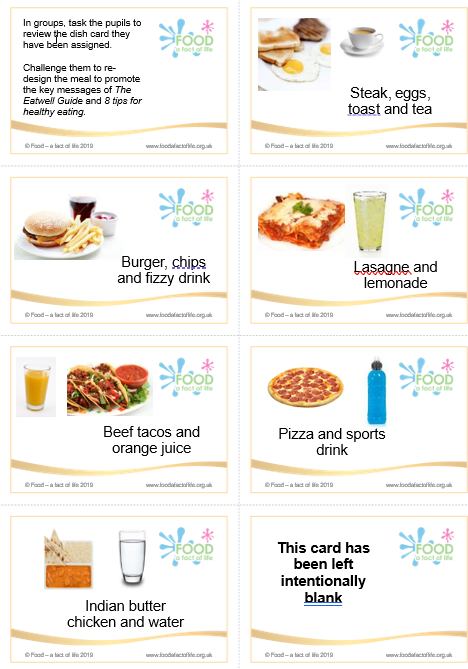 In groups, task the pupils to
review the dish card they
have been assigned.
Challenge them to re-
design the meal to promote
the key messages of The
Eatwell Guide and 8 tips for
healthy eating.
FOOD
a fact of life
© Food – a fact of life 2019
www.foodafactoflife.org.uk
FOOD
a fact of life
Steak, eggs,
toast and tea
© Food – a fact of life 2019
www.foodafactoflife.org.uk
FOOD
a fact of life
Burger, chips
and fizzy drink
© Food – a fact of life 2019
www.foodafactoflife.org.uk
FOOD
a fact of life
Lasagne and
lemonade
© Food – a fact of life 2019
www.foodafactoflife.org.uk
FOOD
a fact of life
Beef tacos and
orange juice
© Food – a fact of life 2019
www.foodafactoflife.org.uk
FOOD
a fact of life
Pizza and sports
drink
© Food – a fact of life 2019
www.foodafactoflife.org.uk
FOOD
a fact of life
Indian butter
chicken and water
© Food – a fact of life 2019
www.foodafactoflife.org.uk
FOOD
a fact of life
This card has
been left
intentionally
blank
© Food – a fact of life 2019
www.foodafactoflife.org.uk